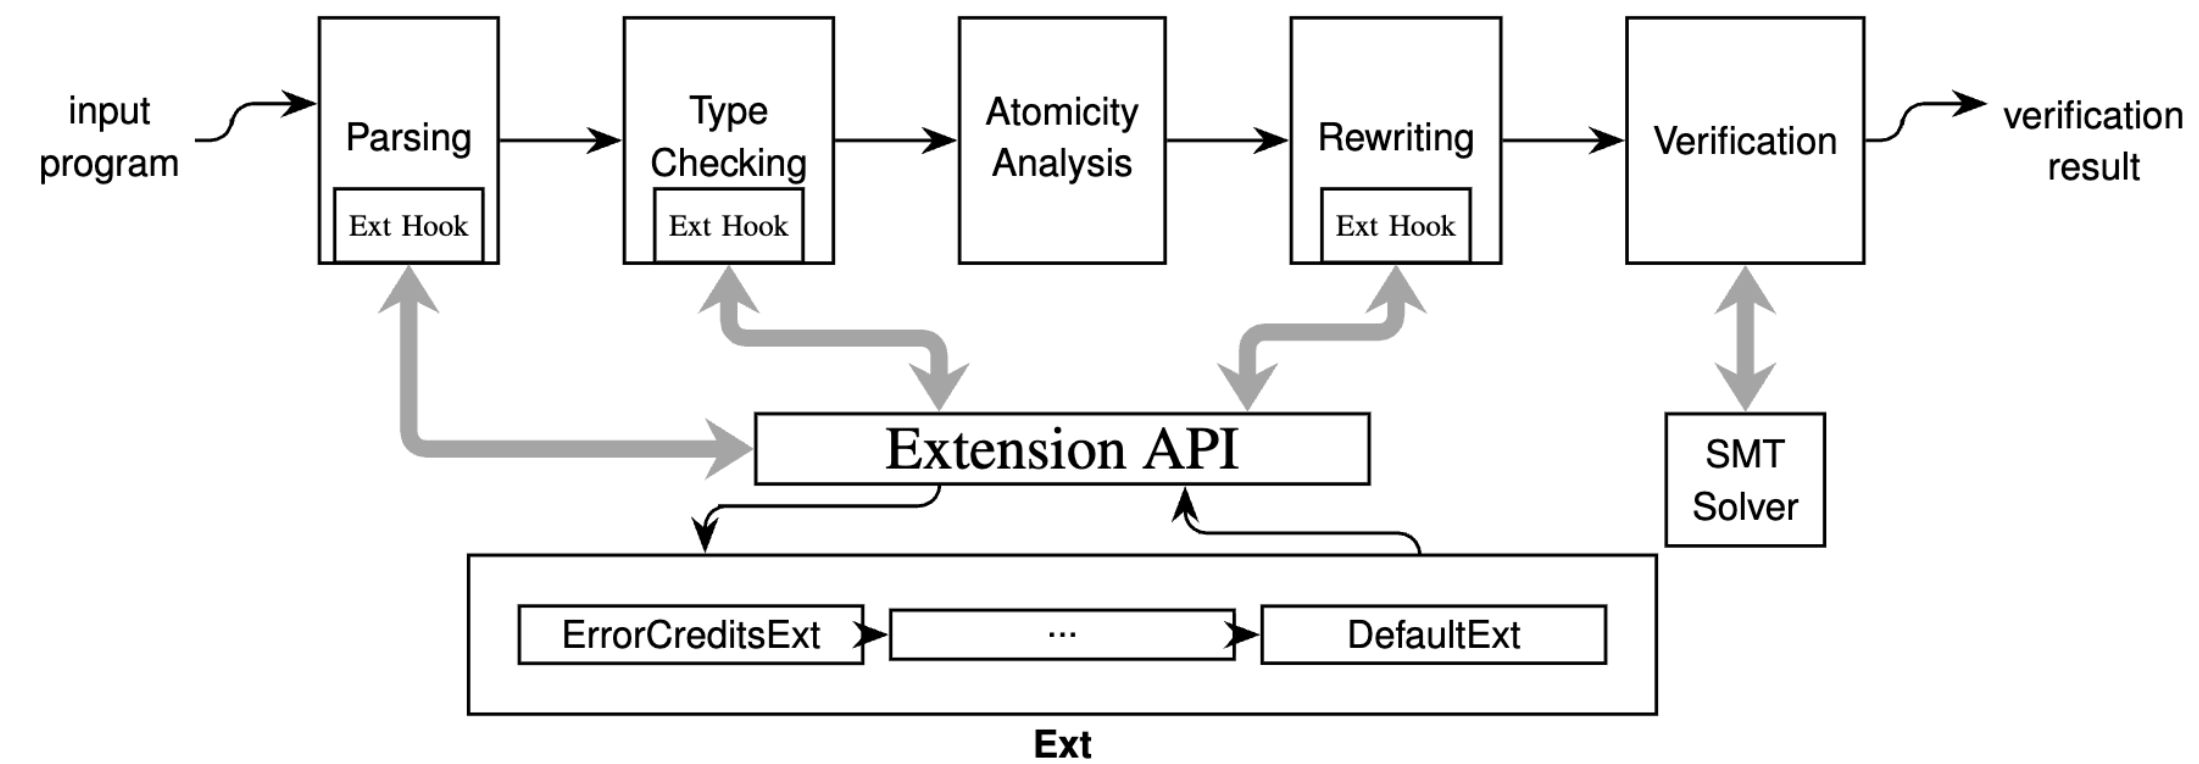 input
program
Parsing
Ext Hook
Type
Checking
Ext Hook
Atomicity
Analysis
Rewriting
Ext Hook
Verification
verification
result
Extension API
SMT
Solver
ErrorCreditsExt
...
DefaultExt
Ext